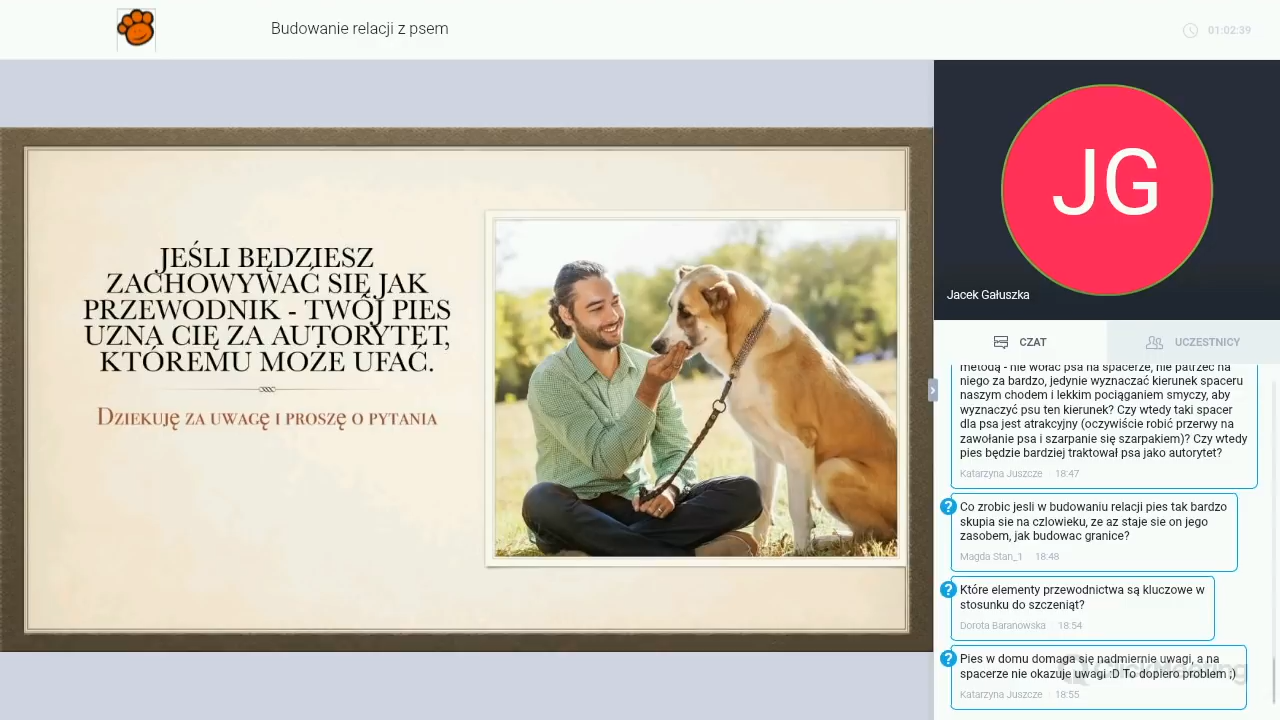 Budowanie relacji z psem
01:02:39
JEŚLI BĘDZIESZ
ZACHOWYWAĆ SIĘ JAK
PRZEWODNIK - TWÓJ PIES
UZNA CIĘ ZA AUTORYTET,
KTÓREMU MOŻE UFAĆ.
Dziekuję za uwagę i proszę o pytania
JG
Jacek Gałuszka
CZAT
UCZESTNICY
metodą - nie wołać psa na spacerze, nie patrzeć na
niego za bardzo, jedynie wyznaczać kierunek spaceru
naszym chodem i lekkim pociąganiem smyczy, aby
wyznaczyć psu ten kierunek? Czy wtedy taki spacer
dla psa jest atrakcyjny (oczywiście robić przerwy na
zawołanie psa i szarpanie się szarpakiem)? Czy wtedy
pies będzie bardziej traktował psa jako autorytet?
Katarzyna Juszcze 18:47
Co zrobic jesli w budowaniu relacji pies tak bardzo
skupia sie na czlowieku, ze az staje sie on jego
zasobem, jak budowac granice?
Magda Stan_1 18:48
Które elementy przewodnictwa są kluczowe w
stosunku do szczeniąt?
Dorota Baranowska 18:54
Pies w domu domaga się nadmiernie uwagi, a na
spacerze nie okazuje uwagi :D To dopiero problem ;)
Katarzyna Juszcze 18:55
ClickMeeting